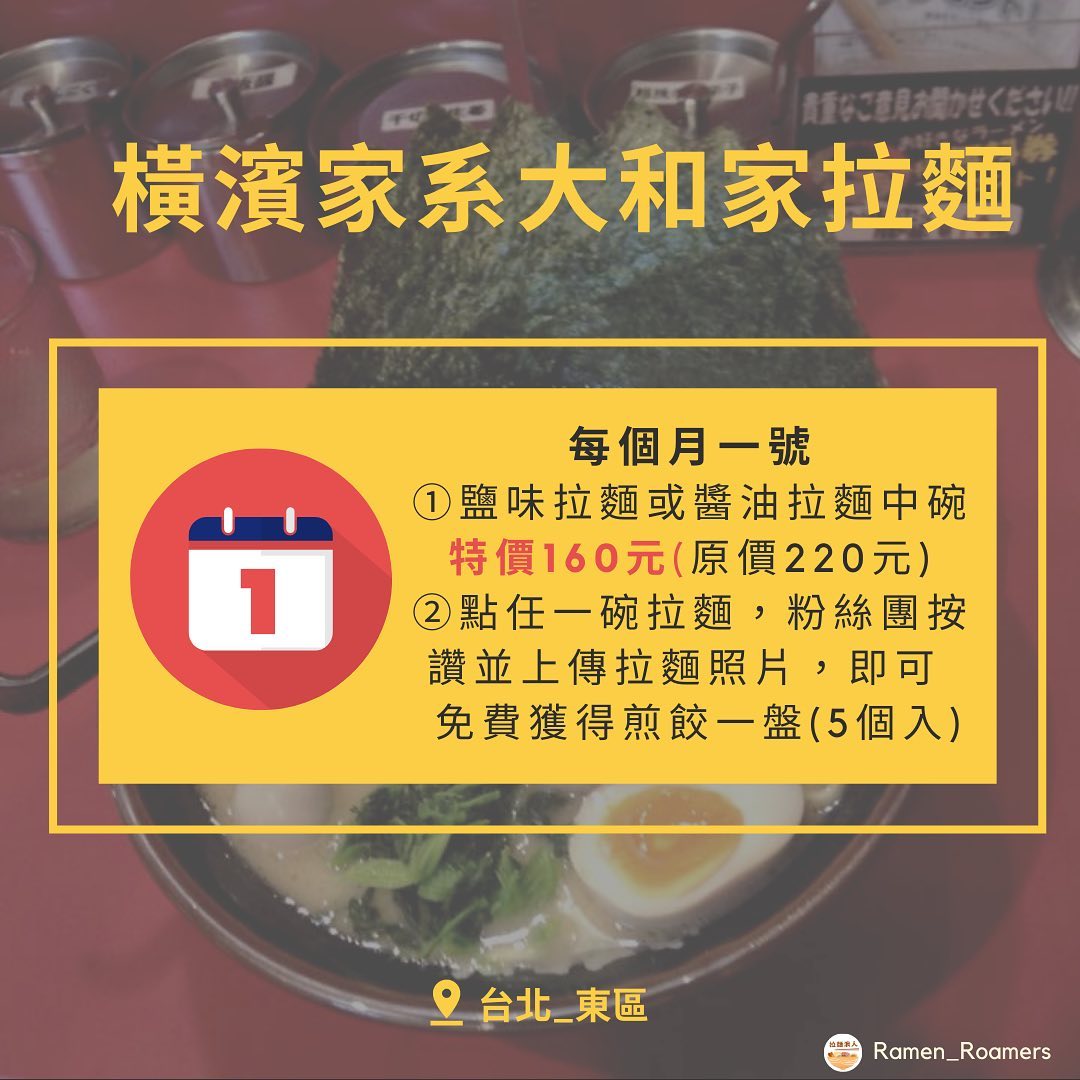 貴重なご意見お聞かせください!!
橫濱家系大和家拉麵
每個月一號
①鹽味拉麵或醬油拉麵中碗
特價160元(原價220元)
②點任一碗拉麵，粉絲團按
讚並上傳拉麵照片，即可
免費獲得煎餃一盤(5個入)
1
台北_東區
拉麵浪人
Ramen_Roamers